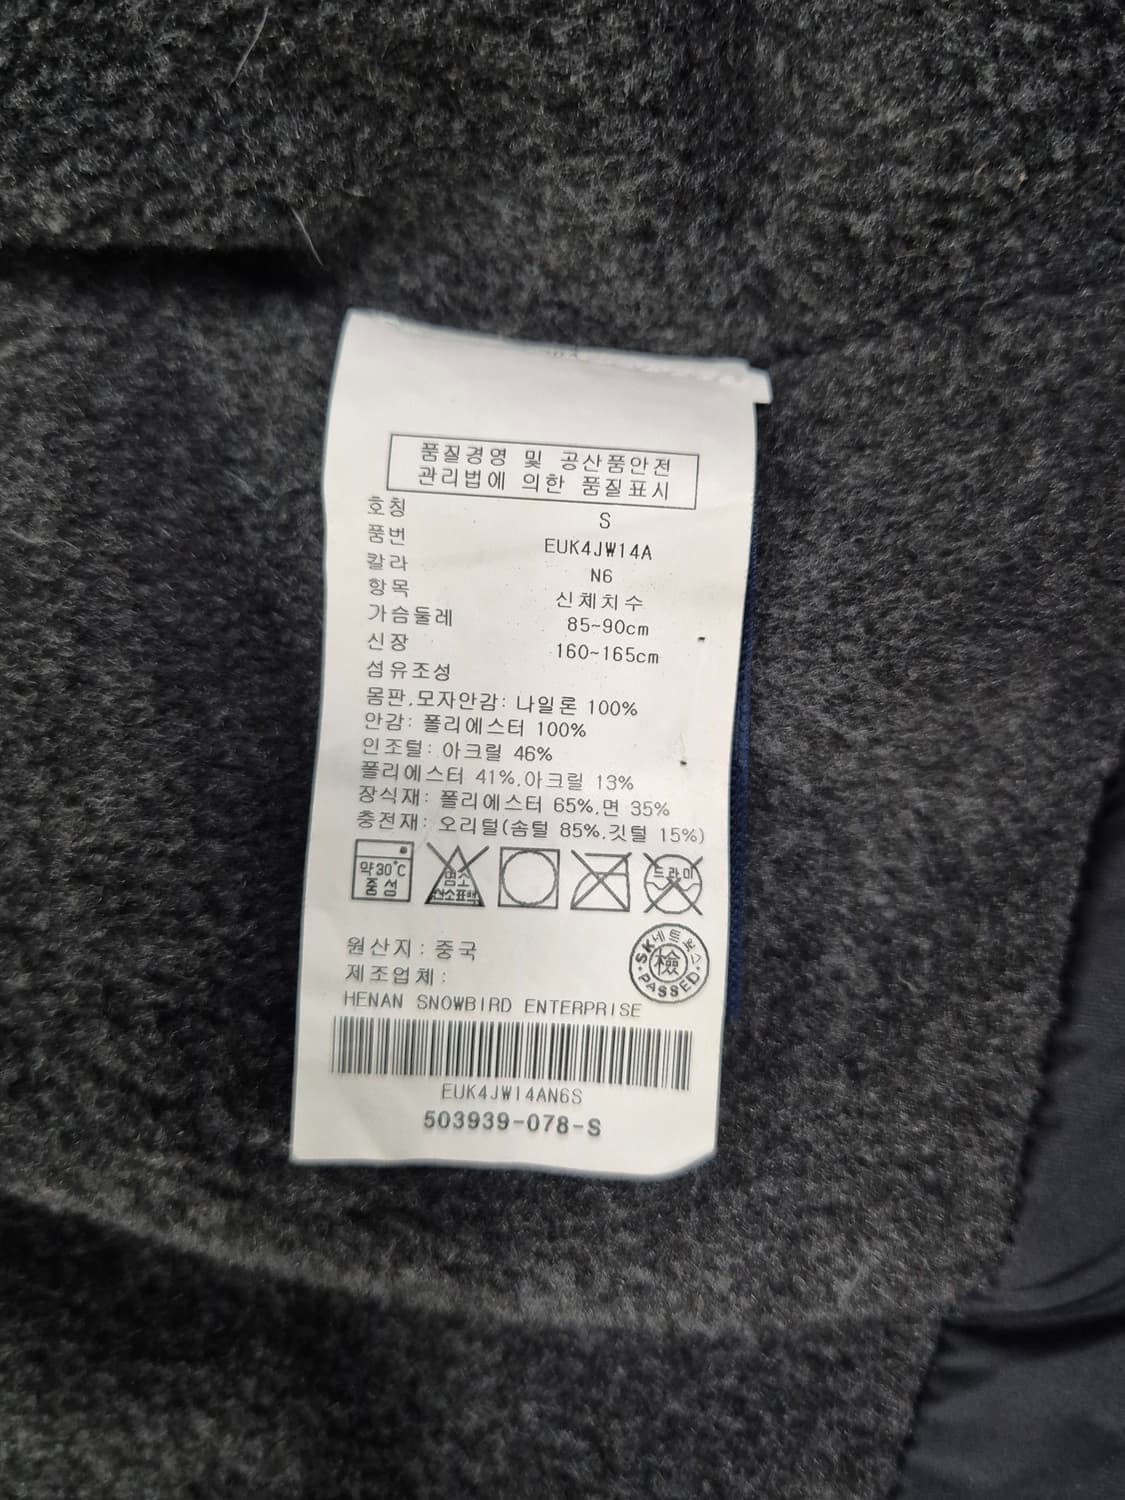 품질경영 및 공산품안전
관리법에 의한 품질표시
호칭 S
품번 EUK4JW14A
칼라 N6
항목 신체치수
가슴둘레 85~90cm
신장 160~165cm
섬유조성
몸판,모자안감: 나일론 100%
안감: 폴리에스터 100%
인조털: 아크릴 46%
폴리에스터 41%,아크릴 13%
장식재: 폴리에스터 65%,면 35%
충전재: 오리털(솜털 85%,깃털 15%)
약30℃ 중성
염소 산소표백
드라이
원산지: 중국
제조업체:
HENAN SNOWBIRD ENTERPRISE
SK네트웍스 檢 PASSED
EUK4JW14AN6S
503939-078-S